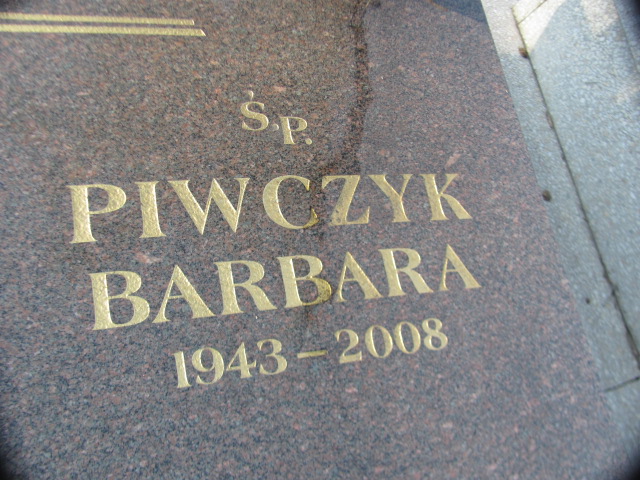 Ś.P.
PIWCZYK
BARBARA
1943-2008